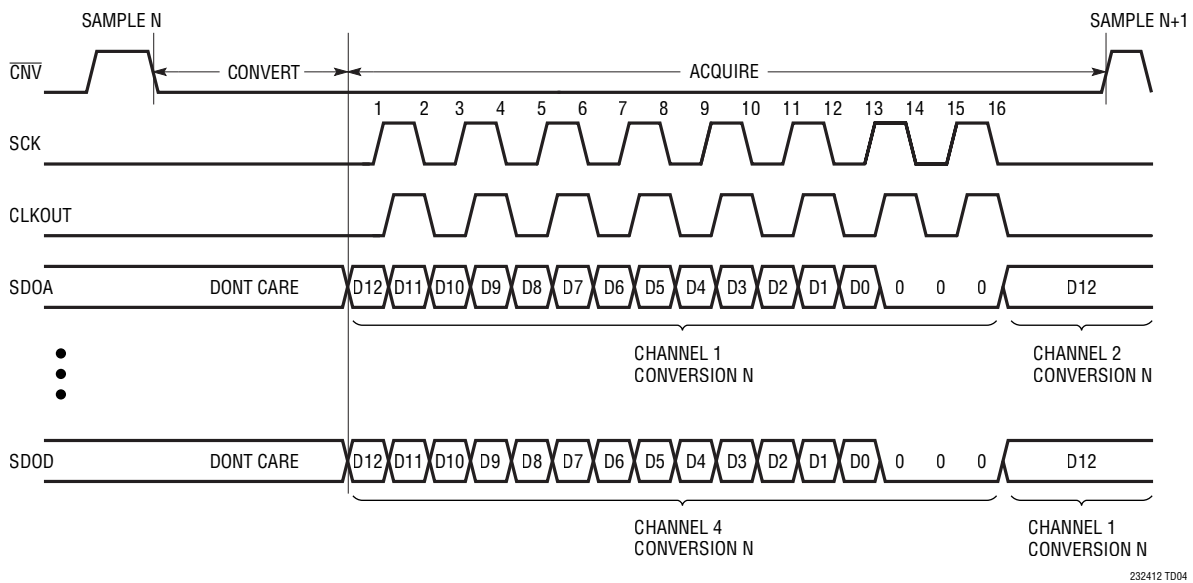 SAMPLE N SAMPLE N+1
CNV CONVERT ACQUIRE
1 2 3 4 5 6 7 8 9 10 11 12 13 14 15 16
SCK
CLKOUT
SDOA DONT CARE D12 D11 D10 D9 D8 D7 D6 D5 D4 D3 D2 D1 D0 0 0 0 D12
CHANNEL 1 CHANNEL 2
CONVERSION N CONVERSION N
SDOD DONT CARE D12 D11 D10 D9 D8 D7 D6 D5 D4 D3 D2 D1 D0 0 0 0 D12
CHANNEL 4 CHANNEL 1
CONVERSION N CONVERSION N
232412 TD04